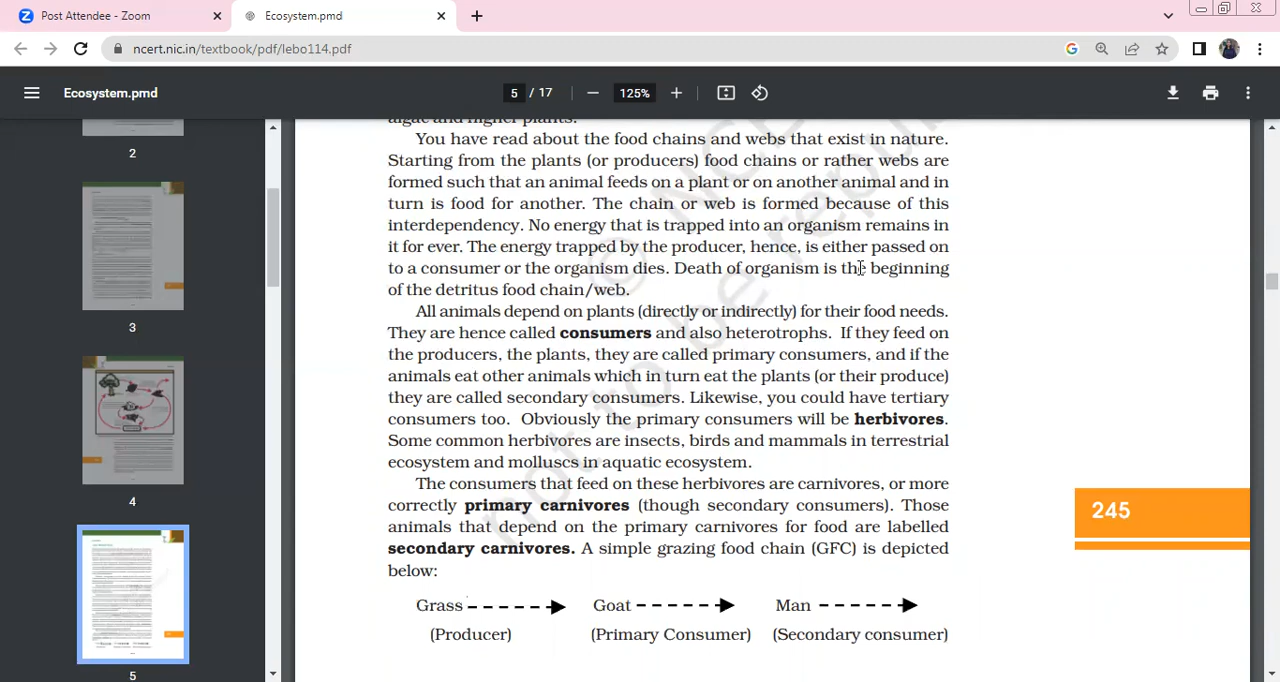 Post Attendee - Zoom
Ecosystem.pmd
ncert.nic.in/textbook/pdf/lebo114.pdf
Ecosystem.pmd
5 / 17
125%
2
3
4
5
algae and higher plants.
You have read about the food chains and webs that exist in nature.
Starting from the plants (or producers) food chains or rather webs are
formed such that an animal feeds on a plant or on another animal and in
turn is food for another. The chain or web is formed because of this
interdependency. No energy that is trapped into an organism remains in
it for ever. The energy trapped by the producer, hence, is either passed on
to a consumer or the organism dies. Death of organism is the beginning
of the detritus food chain/web.
All animals depend on plants (directly or indirectly) for their food needs.
They are hence called consumers and also heterotrophs. If they feed on
the producers, the plants, they are called primary consumers, and if the
animals eat other animals which in turn eat the plants (or their produce)
they are called secondary consumers. Likewise, you could have tertiary
consumers too. Obviously the primary consumers will be herbivores.
Some common herbivores are insects, birds and mammals in terrestrial
ecosystem and molluscs in aquatic ecosystem.
The consumers that feed on these herbivores are carnivores, or more
correctly primary carnivores (though secondary consumers). Those
animals that depend on the primary carnivores for food are labelled
secondary carnivores. A simple grazing food chain (GFC) is depicted
below:
Grass Goat Man
(Producer) (Primary Consumer) (Secondary consumer)
245
© NCE
not to be repu